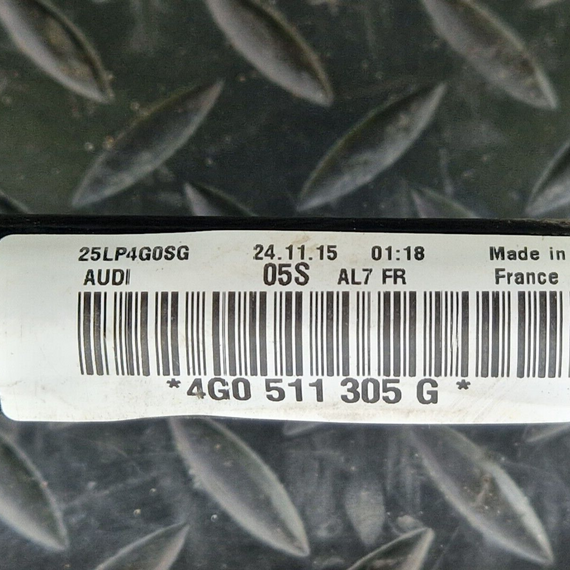 25LP4G0SG 24.11.15 01:18 Made in
AUDI 05S AL7 FR France
*4G0 511 305 G *